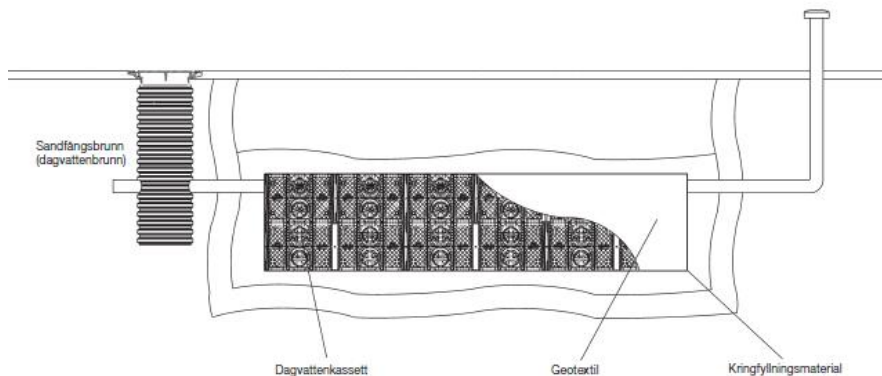 Sandfångsbrunn
(dagvattenbrunn)
Dagvattenkassett
Geotextil
Kringfyllningsmaterial